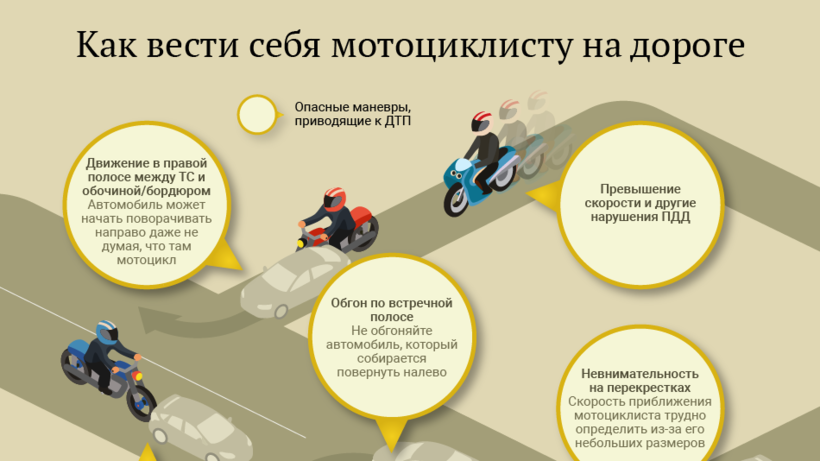 Как вести себя мотоциклисту на дороге
Опасные маневры,
приводящие к ДТП
Движение в правой
полосе между ТС и
обочиной/бордюром
Автомобиль может
начать поворачивать
направо даже не
думая, что там
мотоцикл
Превышение
скорости и другие
нарушения ПДД
Обгон по встречной
полосе
Не обгоняйте
автомобиль, который
собирается
повернуть налево
Невнимательность
на перекрестках
Скорость приближения
мотоциклиста трудно
определить из-за его
небольших размеров